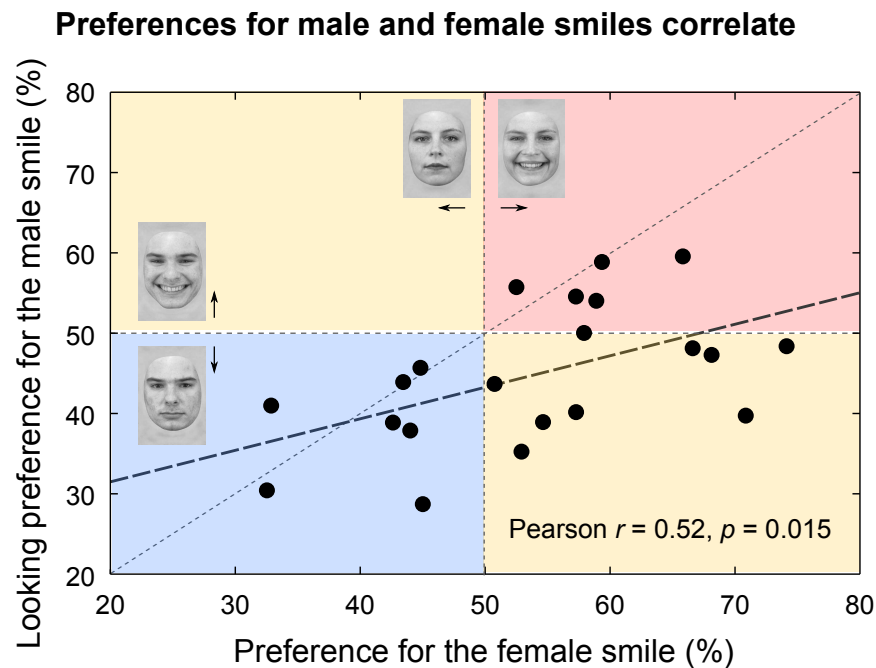 Preferences for male and female smiles correlate
Looking preference for the male smile (%)
80
70
60
50
40
30
20
Pearson r = 0.52, p = 0.015
20 30 40 50 60 70 80
Preference for the female smile (%)